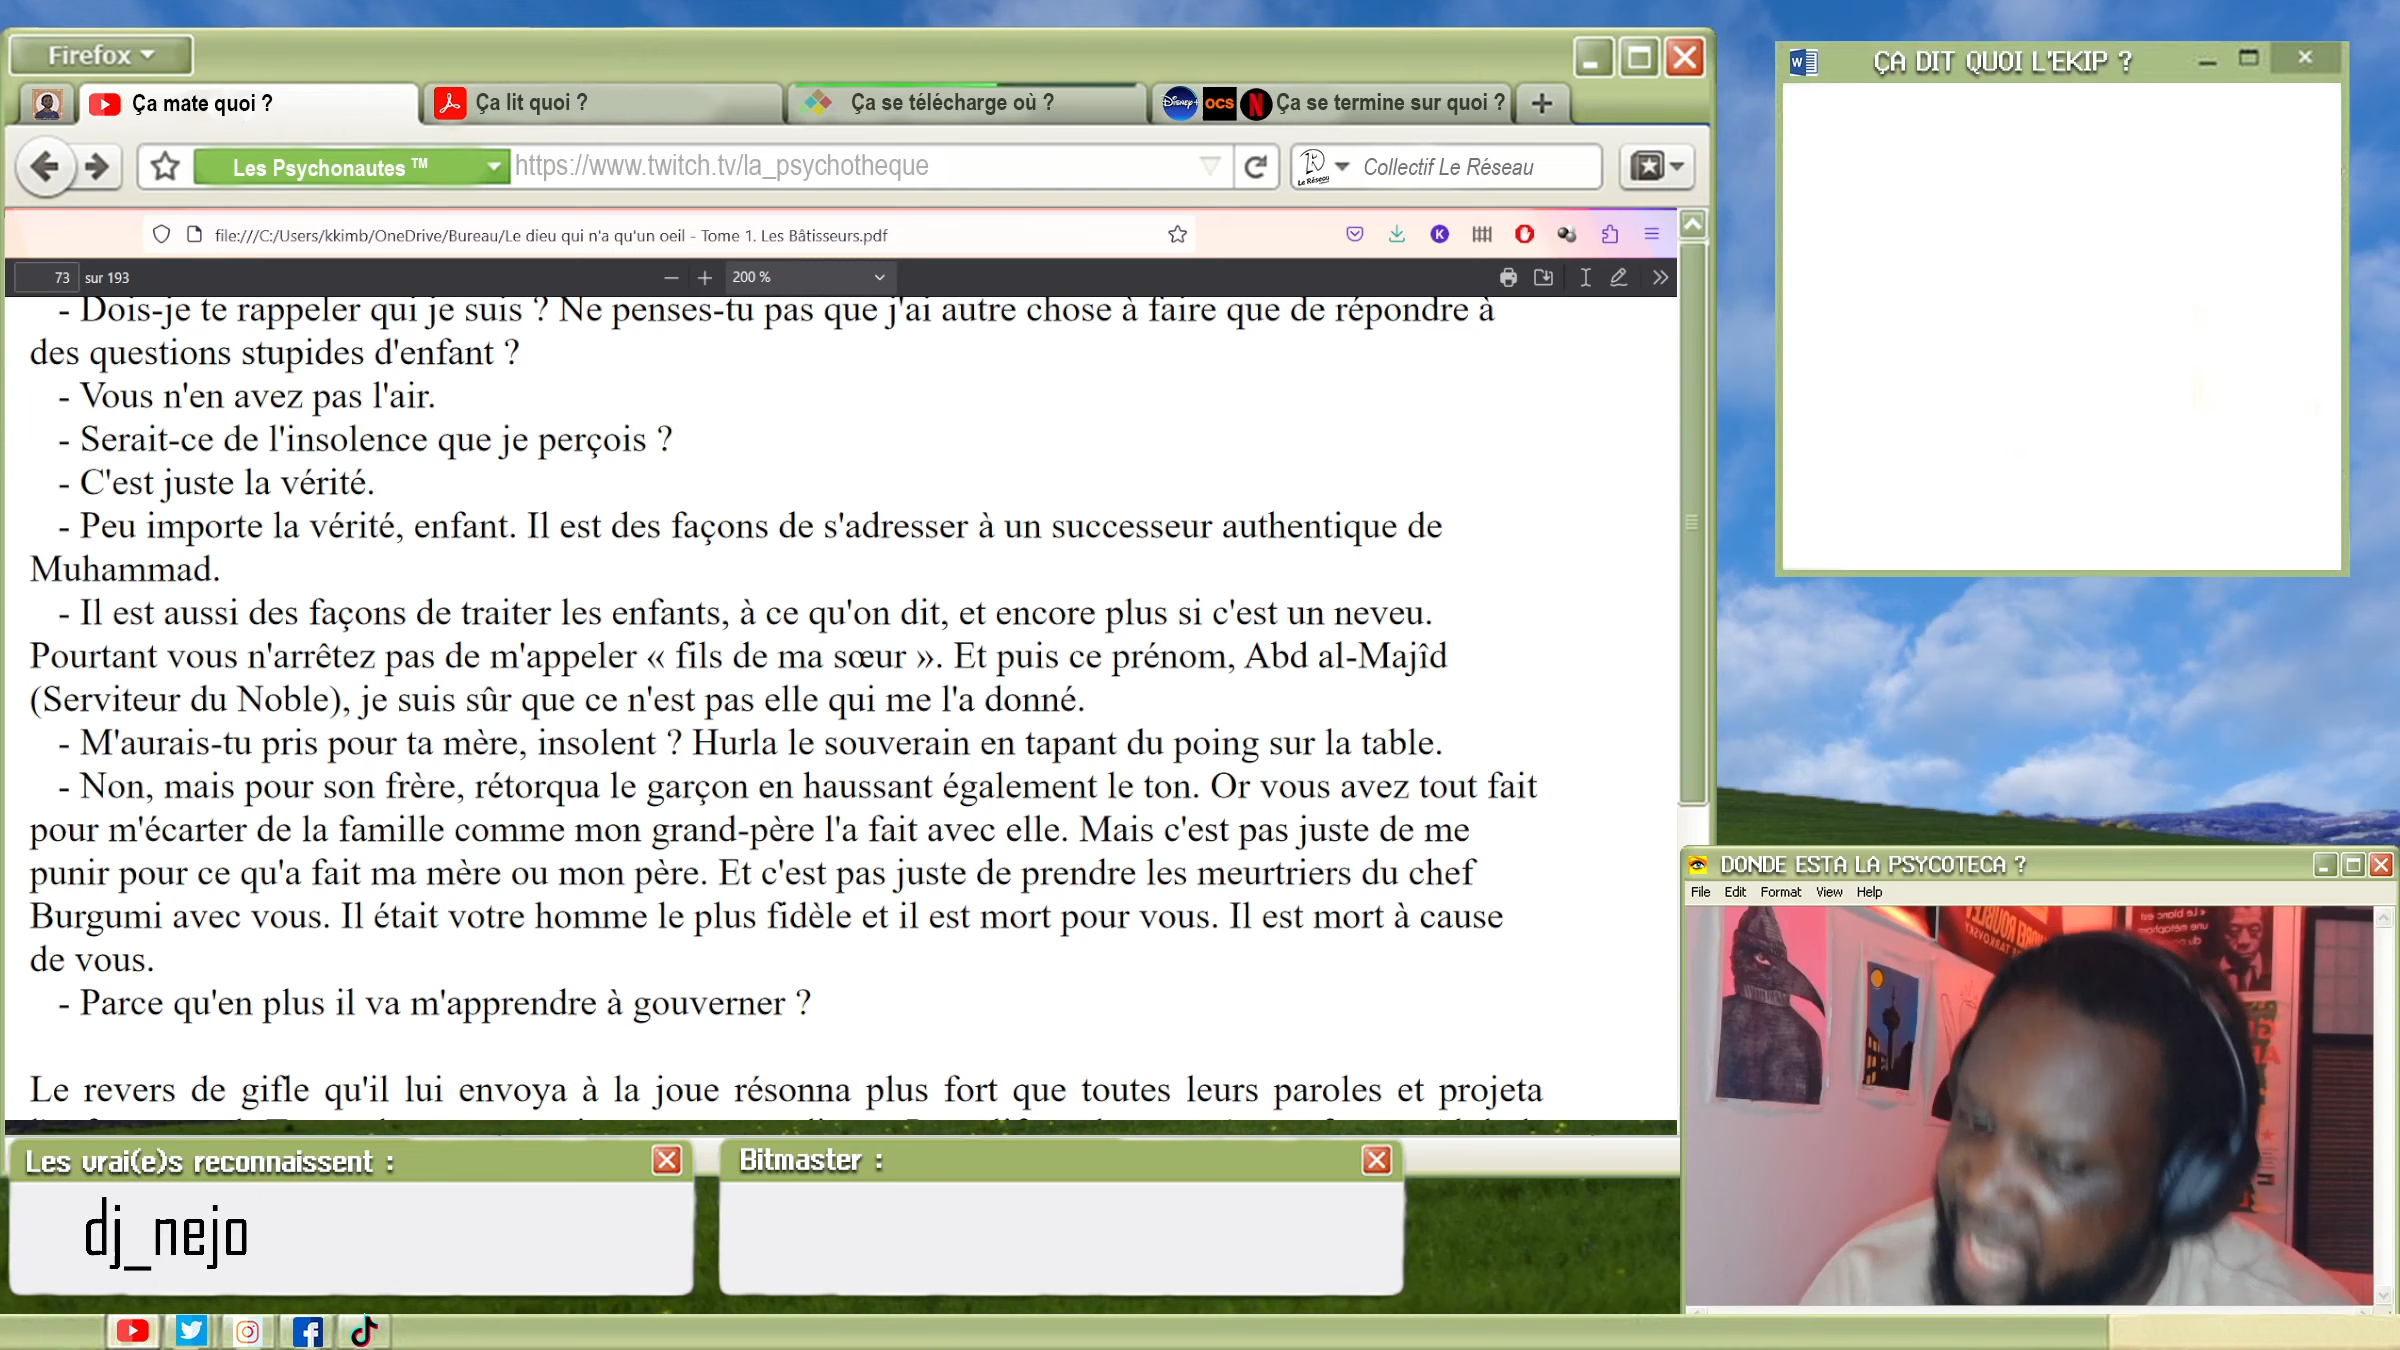 Firefox
Ça mate quoi ?
Ça lit quoi ?
Ça se télécharge où ?
Disney+
OCS
N
Ça se termine sur quoi ?
Les Psychonautes ™
https://www.twitch.tv/la_psychotheque
Le Réseau
Collectif Le Réseau
file:///C:/Users/kkimb/OneDrive/Bureau/Le dieu qui n'a qu'un oeil - Tome 1. Les Bâtisseurs.pdf
K
73 sur 193
200 %
- Dois-je te rappeler qui je suis ? Ne penses-tu pas que j'ai autre chose à faire que de répondre à
des questions stupides d'enfant ?
- Vous n'en avez pas l'air.
- Serait-ce de l'insolence que je perçois ?
- C'est juste la vérité.
- Peu importe la vérité, enfant. Il est des façons de s'adresser à un successeur authentique de
Muhammad.
- Il est aussi des façons de traiter les enfants, à ce qu'on dit, et encore plus si c'est un neveu.
Pourtant vous n'arrêtez pas de m'appeler « fils de ma sœur ». Et puis ce prénom, Abd al-Majîd
(Serviteur du Noble), je suis sûr que ce n'est pas elle qui me l'a donné.
- M'aurais-tu pris pour ta mère, insolent ? Hurla le souverain en tapant du poing sur la table.
- Non, mais pour son frère, rétorqua le garçon en haussant également le ton. Or vous avez tout fait
pour m'écarter de la famille comme mon grand-père l'a fait avec elle. Mais c'est pas juste de me
punir pour ce qu'a fait ma mère ou mon père. Et c'est pas juste de prendre les meurtriers du chef
Burgumi avec vous. Il était votre homme le plus fidèle et il est mort pour vous. Il est mort à cause
de vous.
- Parce qu'en plus il va m'apprendre à gouverner ?
Le revers de gifle qu'il lui envoya à la joue résonna plus fort que toutes leurs paroles et projeta
Les vrai(e)s reconnaissent :
dj_nejo
Bitmaster :
W
ÇA DIT QUOI L'EKIP ?
DONDE ESTA LA PSYCOTECA ?
File Edit Format View Help
« Le blanc est
une métaphore
du